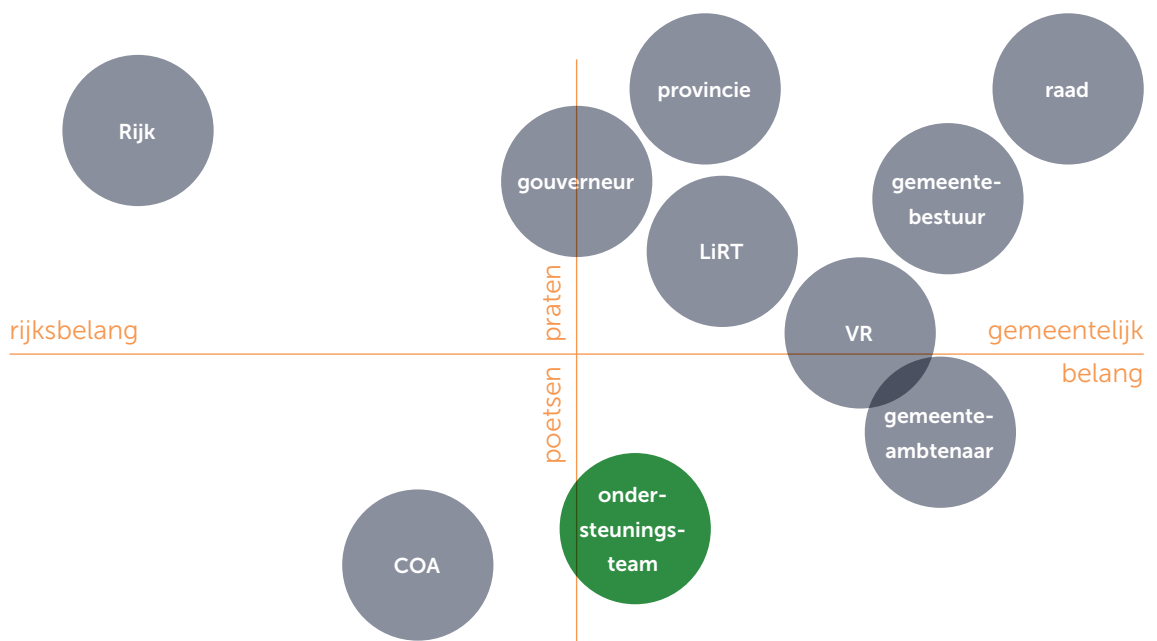 provincie
raad
Rijk
gouverneur
gemeente-
bestuur
LiRT
praten
rijksbelang
VR
gemeentelijk
belang
poetsen
gemeente-
ambtenaar
onder-
steunings-
team
COA